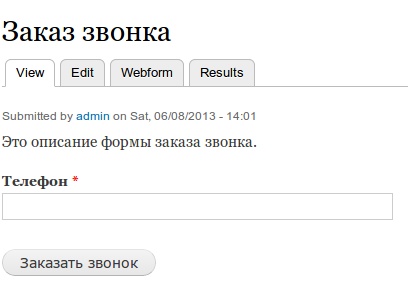 Заказ звонка
View Edit Webform Results
Submitted by admin on Sat, 06/08/2013 - 14:01
Это описание формы заказа звонка.
Телефон *
Заказать звонок